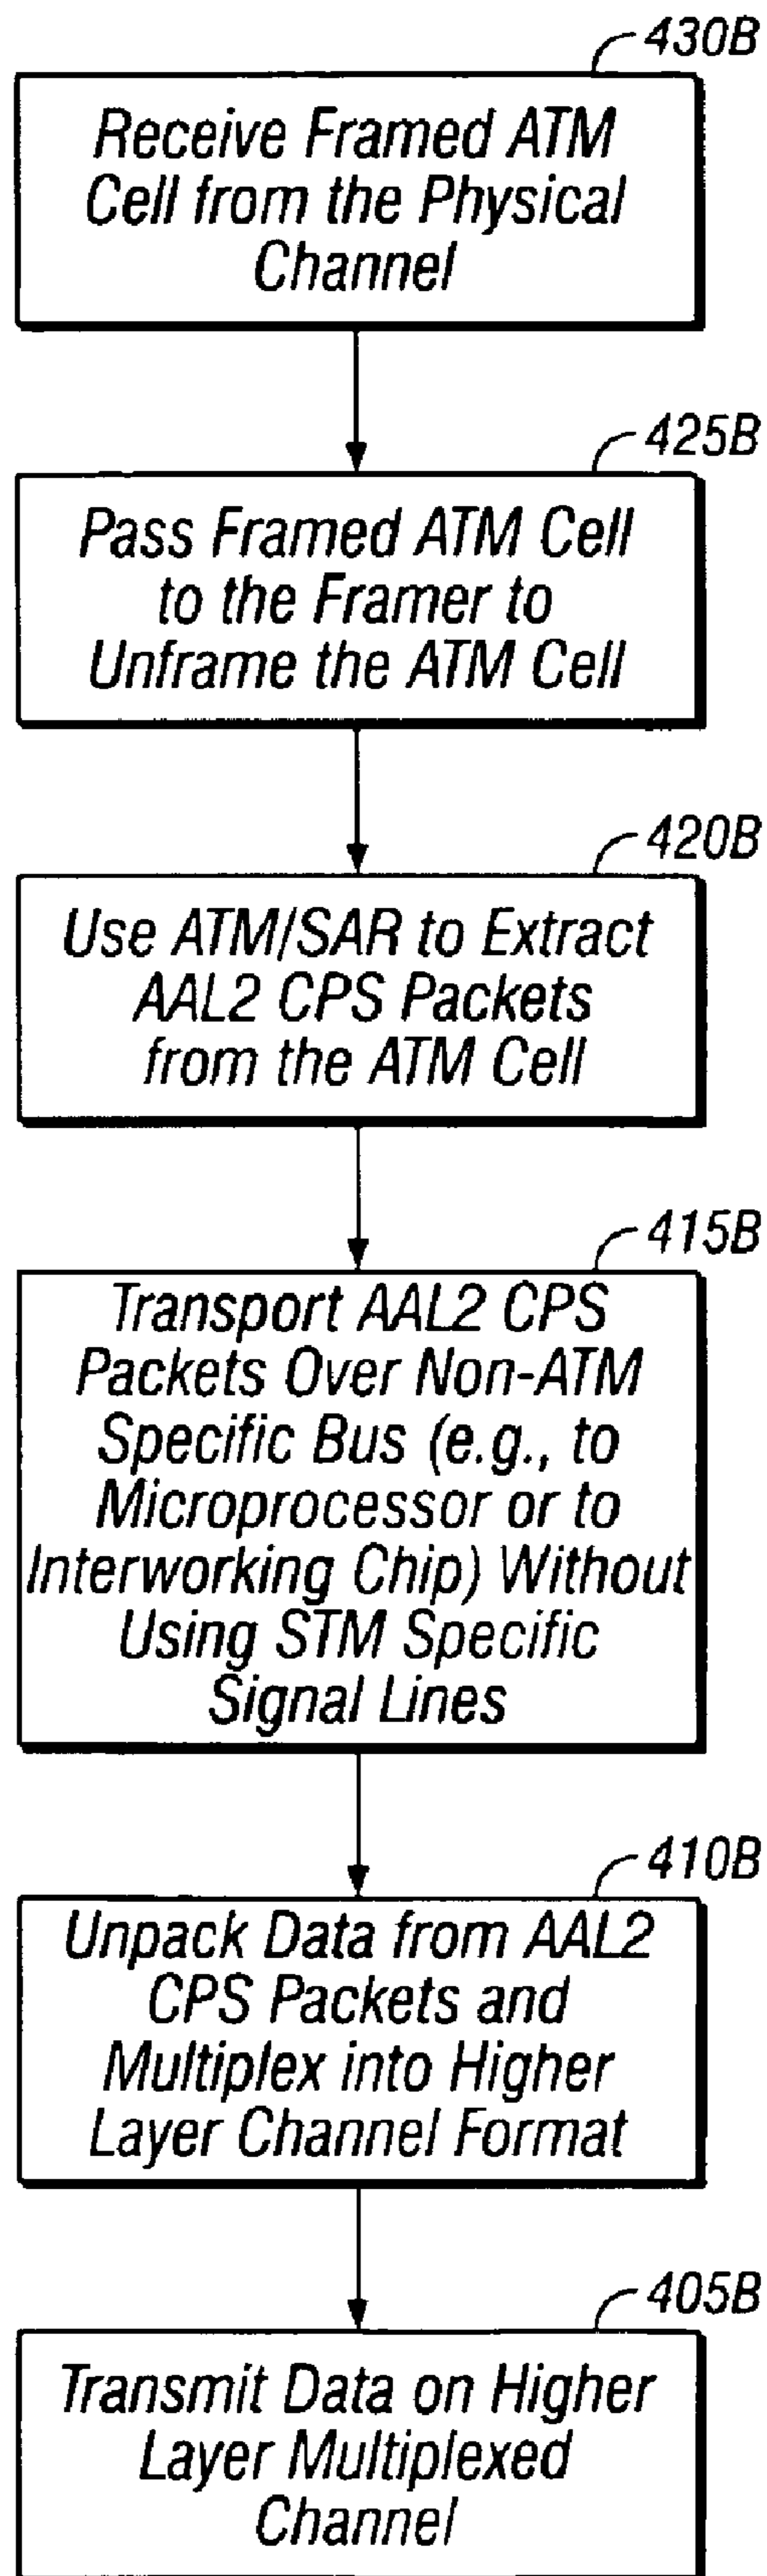 430B
Receive Framed ATM
Cell from the Physical
Channel
425B
Pass Framed ATM Cell
to the Framer to
Unframe the ATM Cell
420B
Use ATM/SAR to Extract
AAL2 CPS Packets
from the ATM Cell
415B
Transport AAL2 CPS
Packets Over Non-ATM
Specific Bus (e.g., to
Microprocessor or to
Interworking Chip) Without
Using STM Specific
Signal Lines
410B
Unpack Data from AAL2
CPS Packets and
Multiplex into Higher
Layer Channel Format
405B
Transmit Data on Higher
Layer Multiplexed
Channel